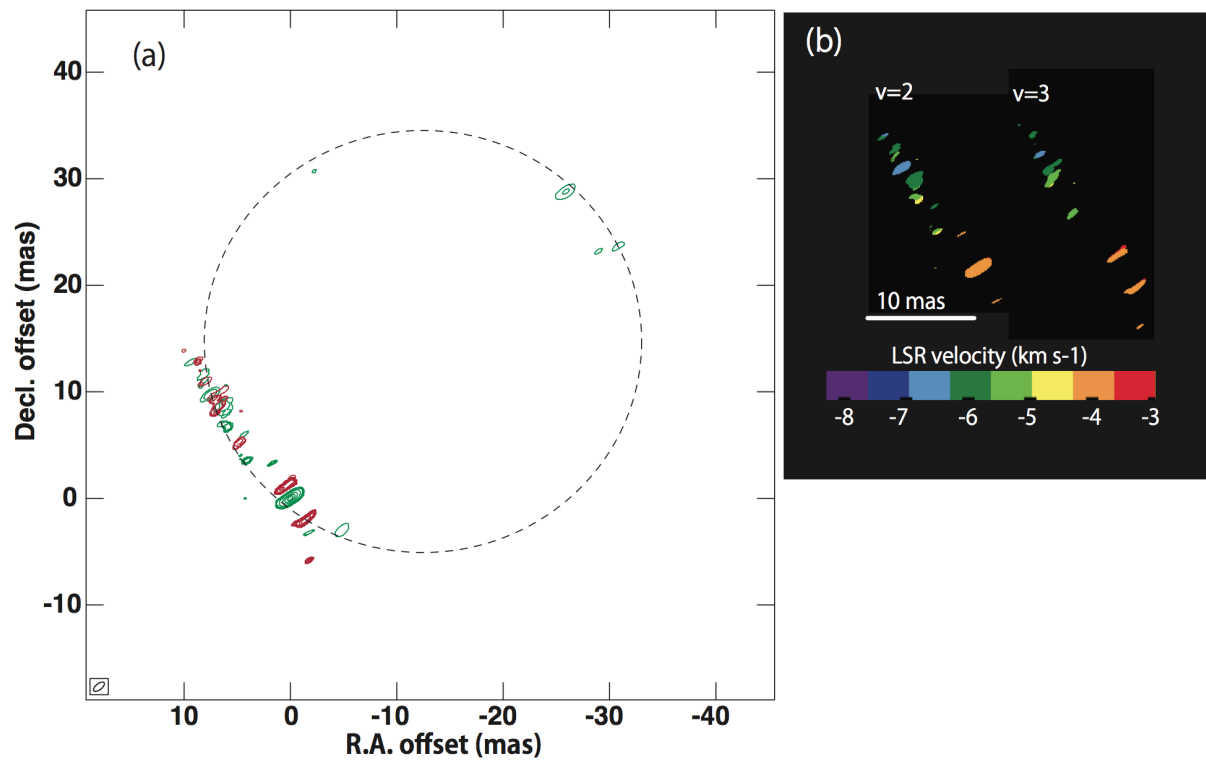 (a)
40
30
20
10
0
-10
Decl. offset (mas)
10 0 -10 -20 -30 -40
R.A. offset (mas)
(b)
v=2 v=3
10 mas
LSR velocity (km s-1)
-8 -7 -6 -5 -4 -3